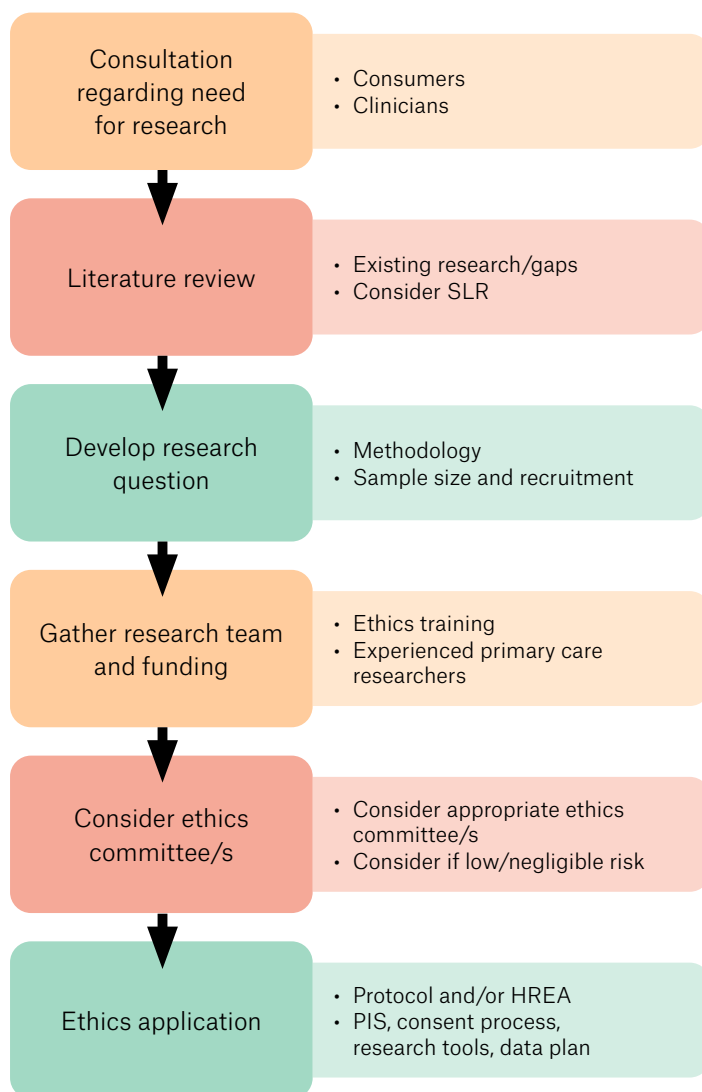 Consultation
regarding need
for research
• Consumers
• Clinicians
Literature review
• Existing research/gaps
• Consider SLR
Develop research
question
• Methodology
• Sample size and recruitment
Gather research team
and funding
• Ethics training
• Experienced primary care
researchers
Consider ethics
committee/s
• Consider appropriate ethics
committee/s
• Consider if low/negligible risk
Ethics application
• Protocol and/or HREA
• PIS, consent process,
research tools, data plan